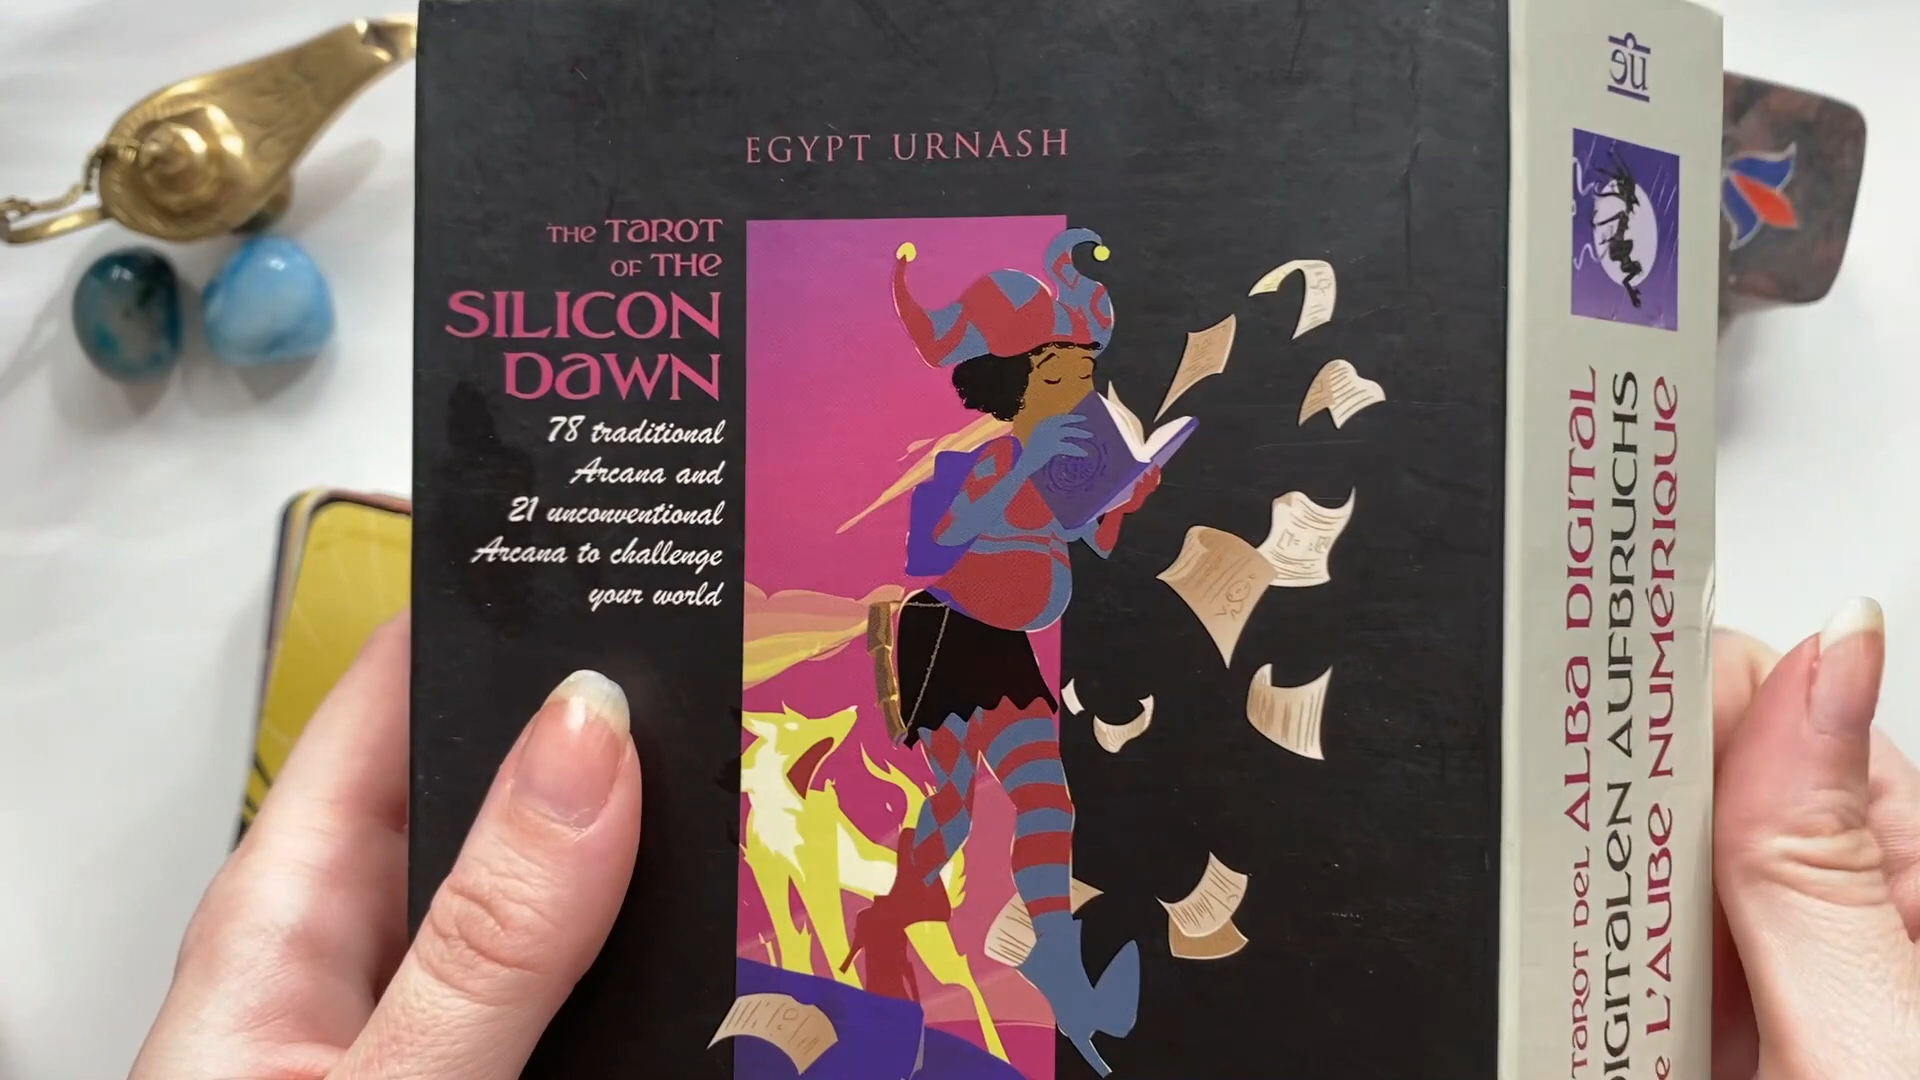 EGYPT URNASH
THE TAROT
OF THE
SILICON
DAWN
78 traditional
Arcana and
21 unconventional
Arcana to challenge
your world
TAROT DEL ALBA DIGITAL
DIGITALEN AUFBRUCHS
L'AUBE NUMÉRIQUE